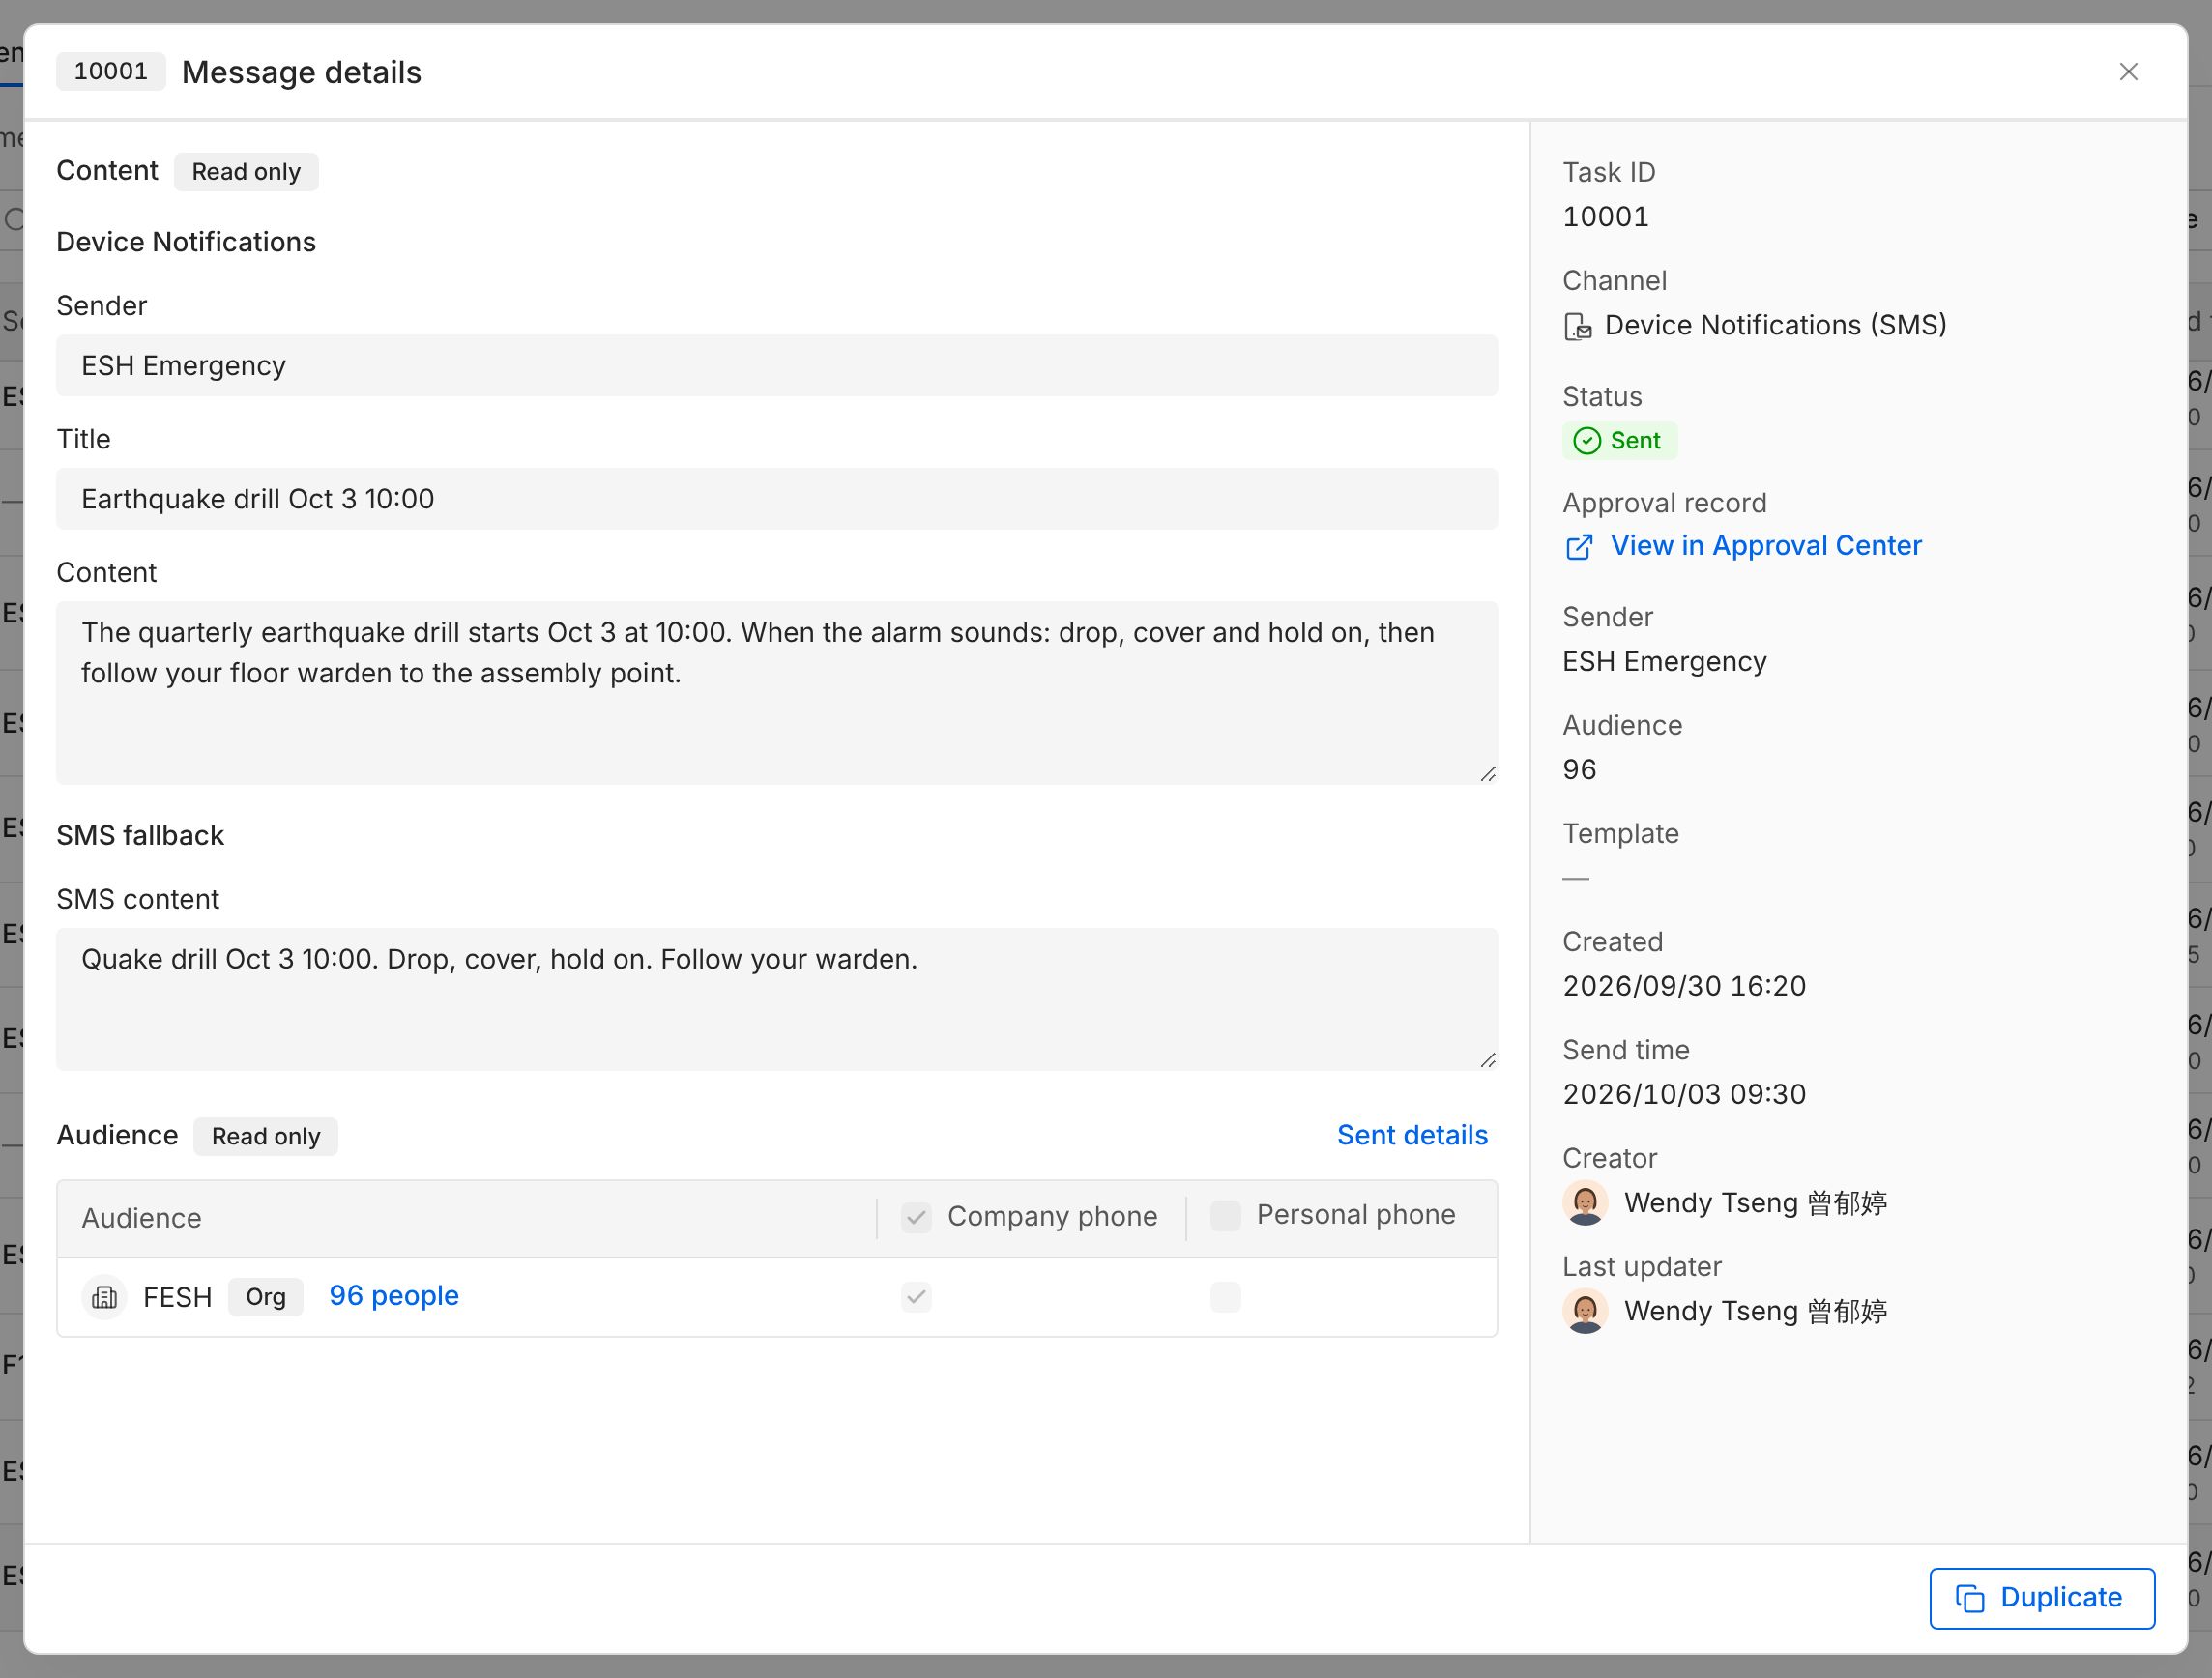 10001 Message details
Content Read only
Device Notifications
Sender
ESH Emergency
Title
Earthquake drill Oct 3 10:00
Content
The quarterly earthquake drill starts Oct 3 at 10:00. When the alarm sounds: drop, cover and hold on, then
follow your floor warden to the assembly point.
SMS fallback
SMS content
Quake drill Oct 3 10:00. Drop, cover, hold on. Follow your warden.
Audience Read only Sent details
Audience Company phone Personal phone
FESH Org 96 people
Task ID
10001
Channel
Device Notifications (SMS)
Status
Sent
Approval record
View in Approval Center
Sender
ESH Emergency
Audience
96
Template
—
Created
2026/09/30 16:20
Send time
2026/10/03 09:30
Creator
Wendy Tseng 曾郁婷
Last updater
Wendy Tseng 曾郁婷
Duplicate